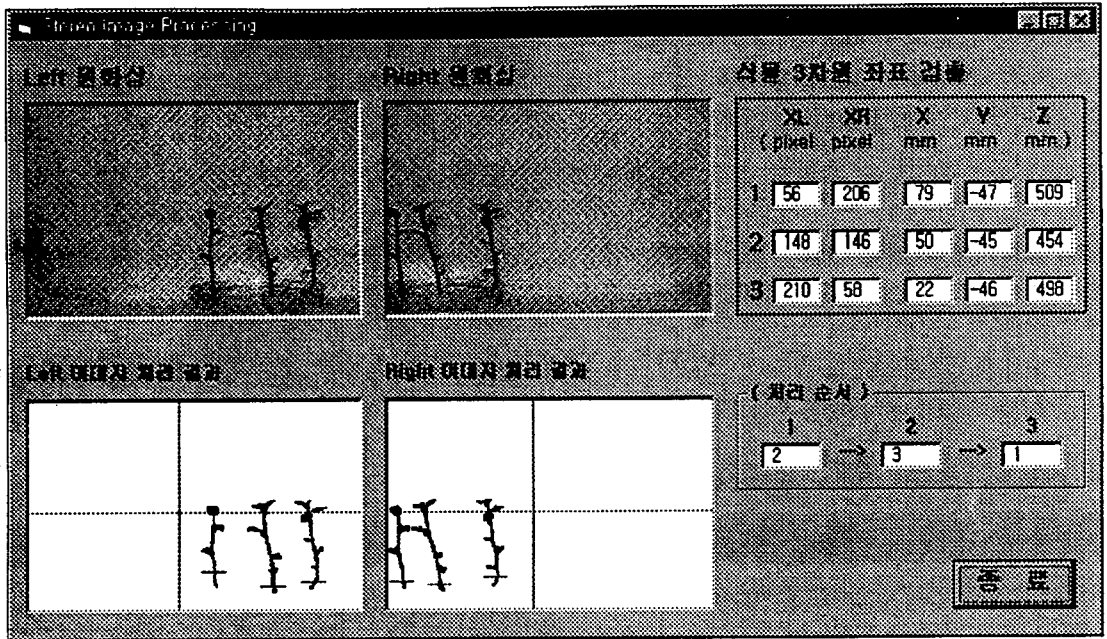 Stereo Image Processing
Left 원화상
Right 원화상
식물 3차원 좌표 검출
XL XR X Y Z
( pixel pixel mm mm mm )
1 56 206 79 -47 509
2 148 146 50 -45 454
3 210 58 22 -46 498
Left 이미지 처리 결과
Right 이미지 처리 결과
( 처리 순서 )
1 2 3
2 ---> 3 ---> 1
종 료